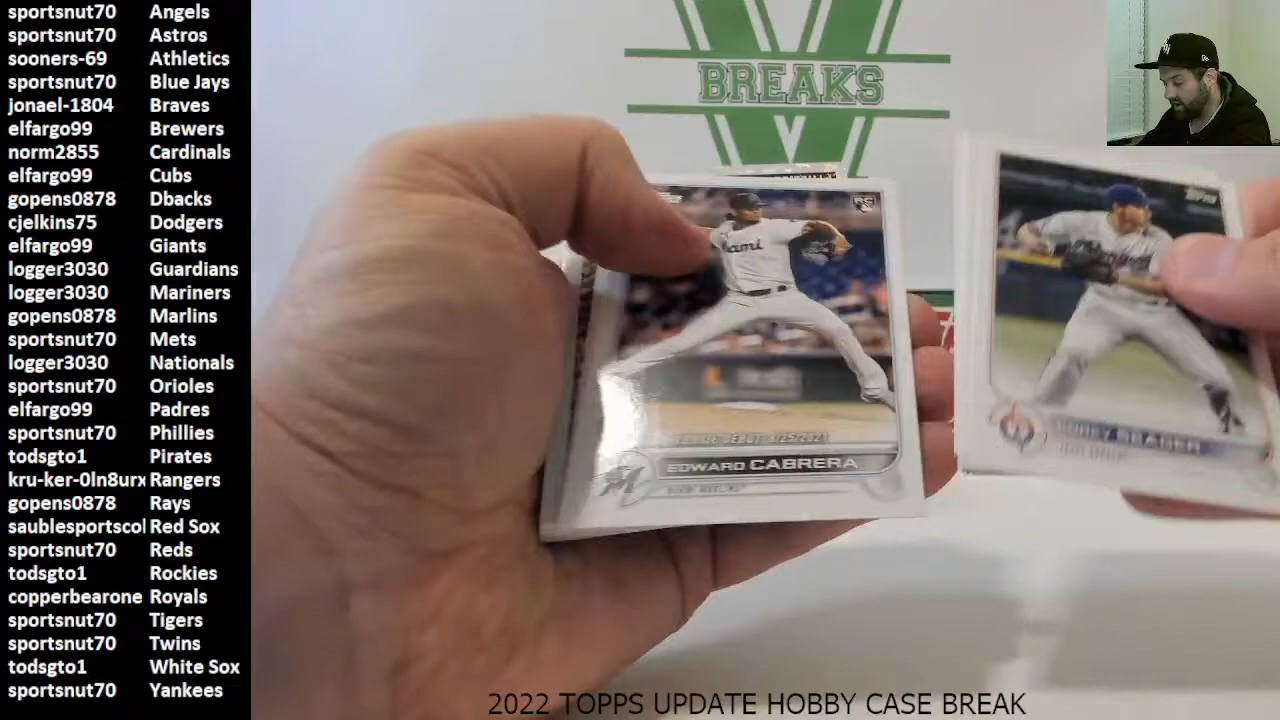 sportsnut70 Angels
sportsnut70 Astros
sooners-69 Athletics
sportsnut70 Blue Jays
jonael-1804 Braves
elfargo99 Brewers
norm2855 Cardinals
elfargo99 Cubs
gopens0878 Dbacks
cjelkins75 Dodgers
elfargo99 Giants
logger3030 Guardians
logger3030 Mariners
gopens0878 Marlins
sportsnut70 Mets
logger3030 Nationals
sportsnut70 Orioles
elfargo99 Padres
sportsnut70 Phillies
todsgto1 Pirates
kru-ker-0ln8urx Rangers
gopens0878 Rays
saublesportscol Red Sox
sportsnut70 Reds
todsgto1 Rockies
copperbearone Royals
sportsnut70 Tigers
sportsnut70 Twins
todsgto1 White Sox
sportsnut70 Yankees
V
BREAKS
RC
EDWARD CABRERA
COREY SEAGER
2022 TOPPS UPDATE HOBBY CASE BREAK